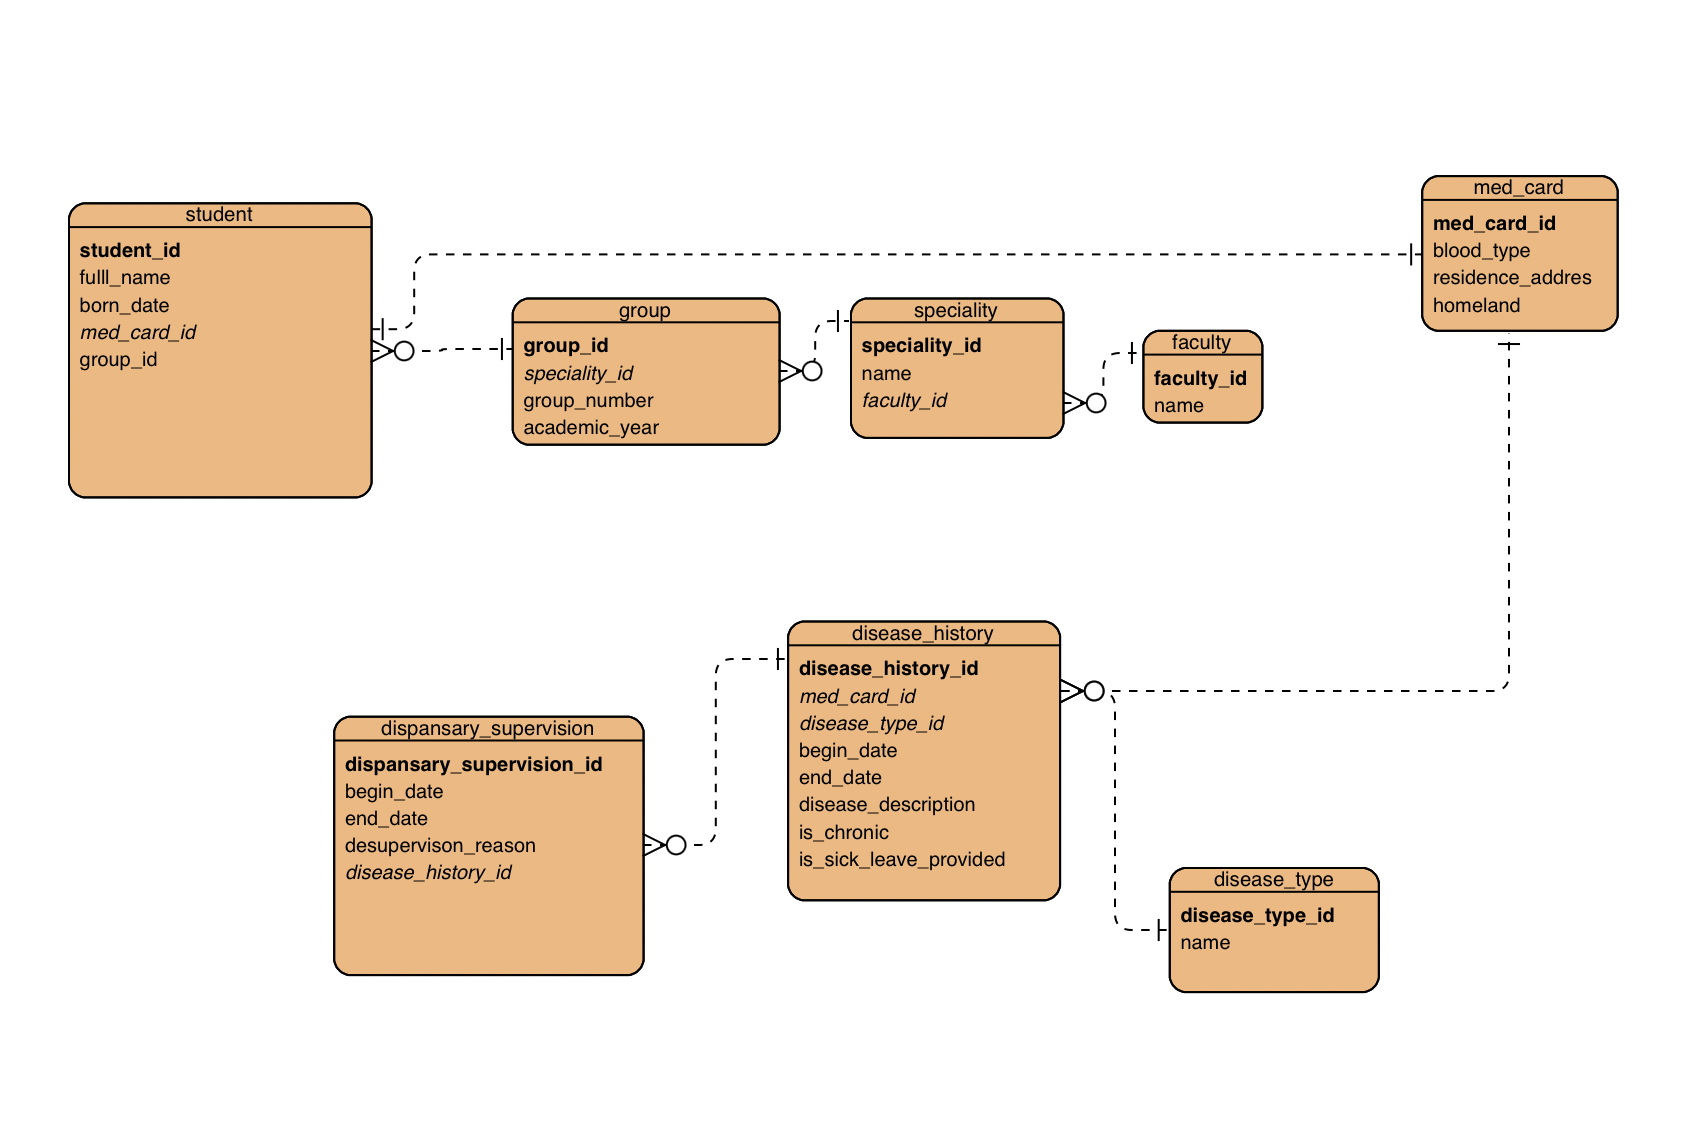 student
student_id
fulll_name
born_date
med_card_id
group_id
group
group_id
speciality_id
group_number
academic_year
speciality
speciality_id
name
faculty_id
faculty
faculty_id
name
med_card
med_card_id
blood_type
residence_addres
homeland
dispansary_supervision
dispansary_supervision_id
begin_date
end_date
desupervison_reason
disease_history_id
disease_history
disease_history_id
med_card_id
disease_type_id
begin_date
end_date
disease_description
is_chronic
is_sick_leave_provided
disease_type
disease_type_id
name